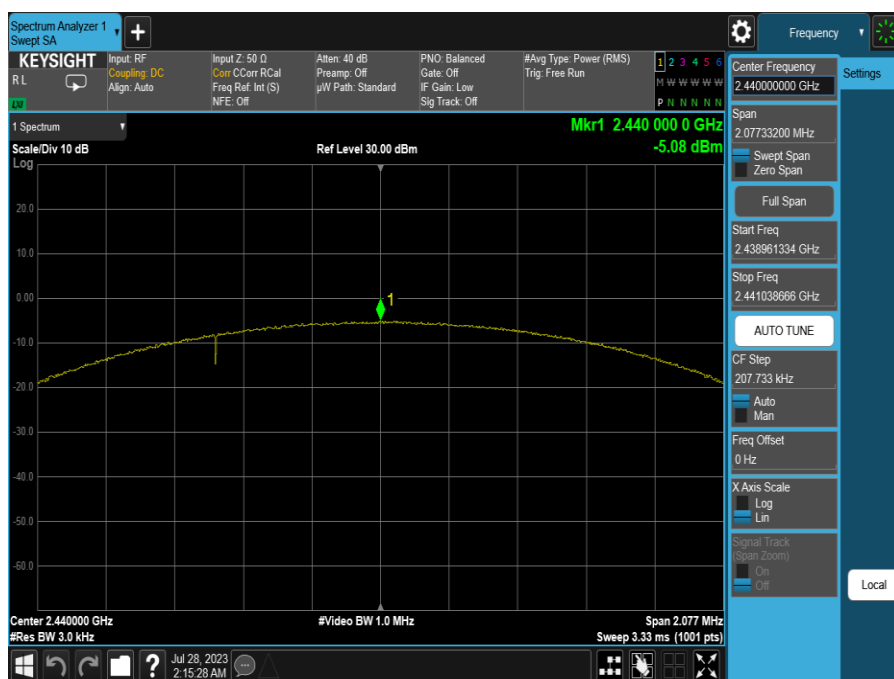 Spectrum Analyzer 1
Swept SA
+
Frequency
KEYSIGHT
R L
LXI
Input: RF
Coupling: DC
Align: Auto
Input Z: 50 Ω
Corr CCorr RCal
Freq Ref: Int (S)
NFE: Off
Atten: 40 dB
Preamp: Off
µW Path: Standard
PNO: Balanced
Gate: Off
IF Gain: Low
Sig Track: Off
#Avg Type: Power (RMS)
Trig: Free Run
1 2 3 4 5 6
M W W W W W
P N N N N N
1 Spectrum
Scale/Div 10 dB
Log
Ref Level 30.00 dBm
Mkr1 2.440 000 0 GHz
-5.08 dBm
20.0
10.0
0.00
-10.0
-20.0
-30.0
-40.0
-50.0
-60.0
1
Center 2.440000 GHz
#Res BW 3.0 kHz
#Video BW 1.0 MHz
Span 2.077 MHz
Sweep 3.33 ms (1001 pts)
Center Frequency
2.440000000 GHz
Span
2.07733200 MHz
Swept Span
Zero Span
Full Span
Start Freq
2.438961334 GHz
Stop Freq
2.441038666 GHz
AUTO TUNE
CF Step
207.733 kHz
Auto
Man
Freq Offset
0 Hz
X Axis Scale
Log
Lin
Signal Track
(Span Zoom)
On
Off
Settings
Local
?
Jul 28, 2023
2:15:28 AM